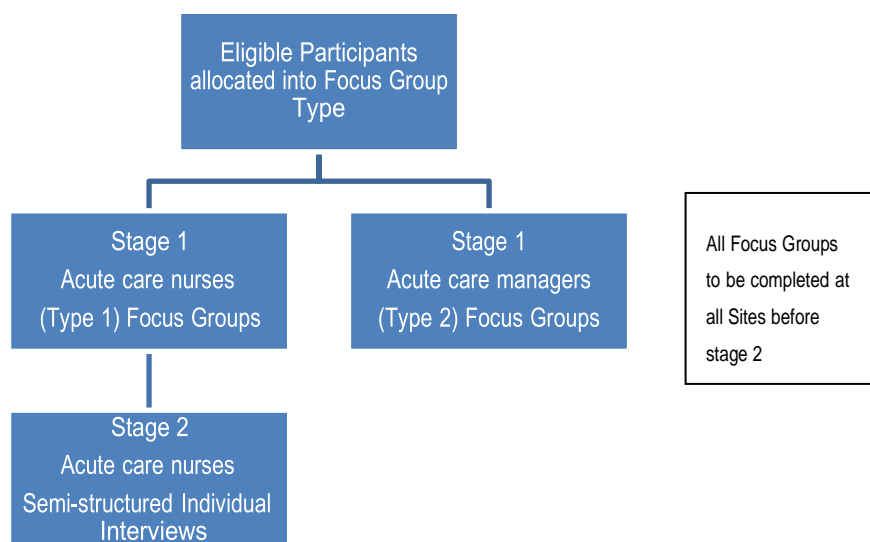 Eligible Participants
allocated into Focus Group
Type
Stage 1
Acute care nurses
(Type 1) Focus Groups
Stage 1
Acute care managers
(Type 2) Focus Groups
All Focus Groups
to be completed at
all Sites before
stage 2
Stage 2
Acute care nurses
Semi-structured Individual
Interviews